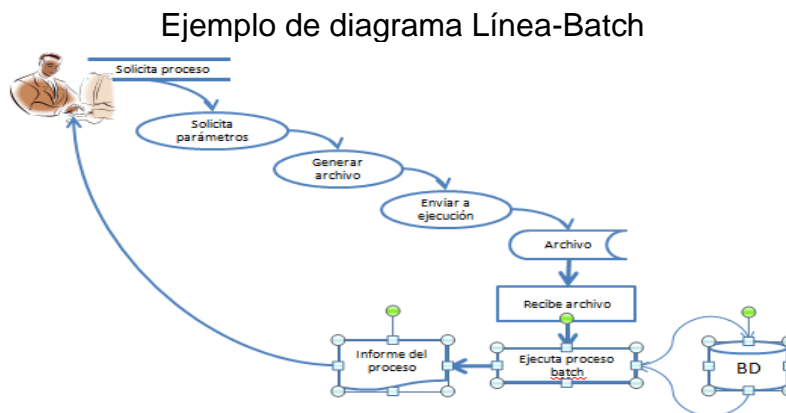 Ejemplo de diagrama Línea-Batch
Solicita proceso
Solicita
parámetros
Generar
archivo
Enviar a
ejecución
Archivo
Recibe archivo
Informe del
proceso
Ejecuta proceso
batch
BD